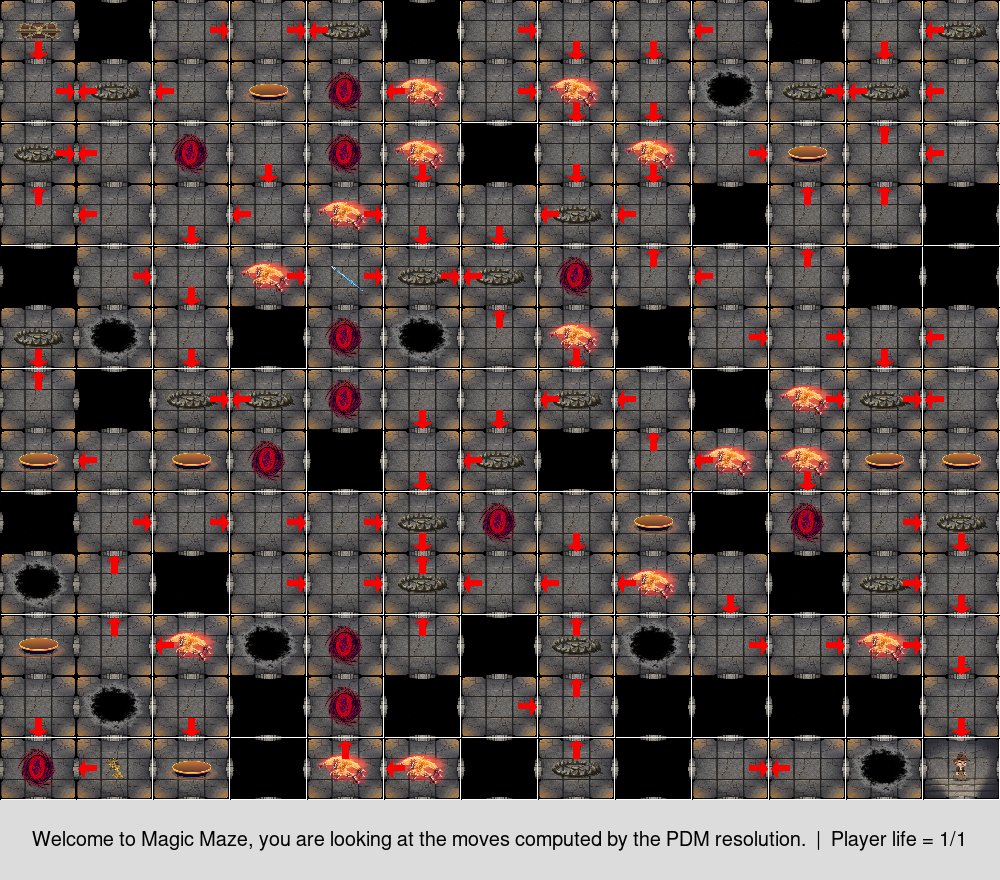 Welcome to Magic Maze, you are looking at the moves computed by the PDM resolution.  |  Player life = 1/1